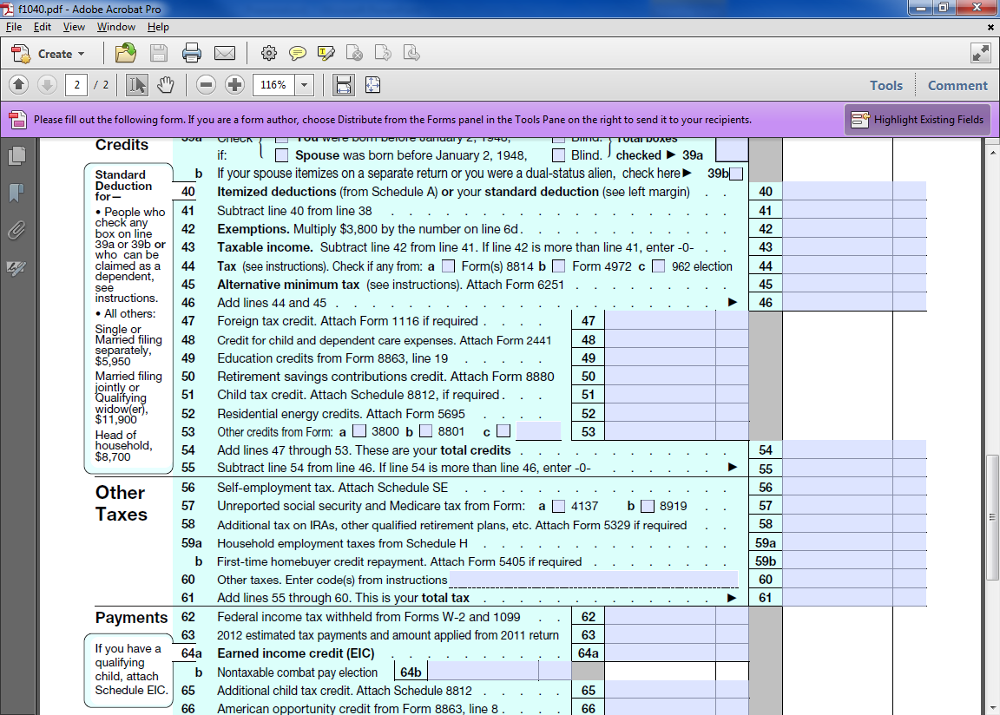 f1040.pdf - Adobe Acrobat Pro
File Edit View Window Help
Create
2 / 2 116% Tools Comment
Please fill out the following form. If you are a form author, choose Distribute from the Forms panel in the Tools Pane on the right to send it to your recipients. Highlight Existing Fields
Credits
Standard
Deduction
for—
• People who
check any
box on line
39a or 39b or
who can be
claimed as a
dependent,
see
instructions.
• All others:
Single or
Married filing
separately,
$5,950
Married filing
jointly or
Qualifying
widow(er),
$11,900
Head of
household,
$8,700
39a Check { You were born before January 2, 1948, Blind. } Total boxes
if: Spouse was born before January 2, 1948, Blind. checked ▶ 39a
b If your spouse itemizes on a separate return or you were a dual-status alien, check here ▶ 39b
40 Itemized deductions (from Schedule A) or your standard deduction (see left margin) . . 40
41 Subtract line 40 from line 38 . . . . . . . . . . . . . . . . . . . 41
42 Exemptions. Multiply $3,800 by the number on line 6d. . . . . . . . . . . . 42
43 Taxable income. Subtract line 42 from line 41. If line 42 is more than line 41, enter -0- . . 43
44 Tax (see instructions). Check if any from: a Form(s) 8814 b Form 4972 c 962 election 44
45 Alternative minimum tax (see instructions). Attach Form 6251 . . . . . . . . . 45
46 Add lines 44 and 45 . . . . . . . . . . . . . . . . . . . . . ▶ 46
47 Foreign tax credit. Attach Form 1116 if required . . . . 47
48 Credit for child and dependent care expenses. Attach Form 2441 48
49 Education credits from Form 8863, line 19 . . . . . 49
50 Retirement savings contributions credit. Attach Form 8880 50
51 Child tax credit. Attach Schedule 8812, if required . . . 51
52 Residential energy credits. Attach Form 5695 . . . . 52
53 Other credits from Form: a 3800 b 8801 c 53
54 Add lines 47 through 53. These are your total credits . . . . . . . . . . . . 54
55 Subtract line 54 from line 46. If line 54 is more than line 46, enter -0- . . . . . . ▶ 55
Other
Taxes
56 Self-employment tax. Attach Schedule SE . . . . . . . . . . . . . . . 56
57 Unreported social security and Medicare tax from Form: a 4137 b 8919 . . 57
58 Additional tax on IRAs, other qualified retirement plans, etc. Attach Form 5329 if required . . 58
59a Household employment taxes from Schedule H . . . . . . . . . . . . . . 59a
b First-time homebuyer credit repayment. Attach Form 5405 if required . . . . . . . . 59b
60 Other taxes. Enter code(s) from instructions 60
61 Add lines 55 through 60. This is your total tax . . . . . . . . . . . . . ▶ 61
Payments
62 Federal income tax withheld from Forms W-2 and 1099 . . 62
63 2012 estimated tax payments and amount applied from 2011 return 63
If you have a
qualifying
child, attach
Schedule EIC.
64a Earned income credit (EIC) . . . . . . . . . 64a
b Nontaxable combat pay election 64b
65 Additional child tax credit. Attach Schedule 8812 . . . . . 65
66 American opportunity credit from Form 8863, line 8 . . . . 66